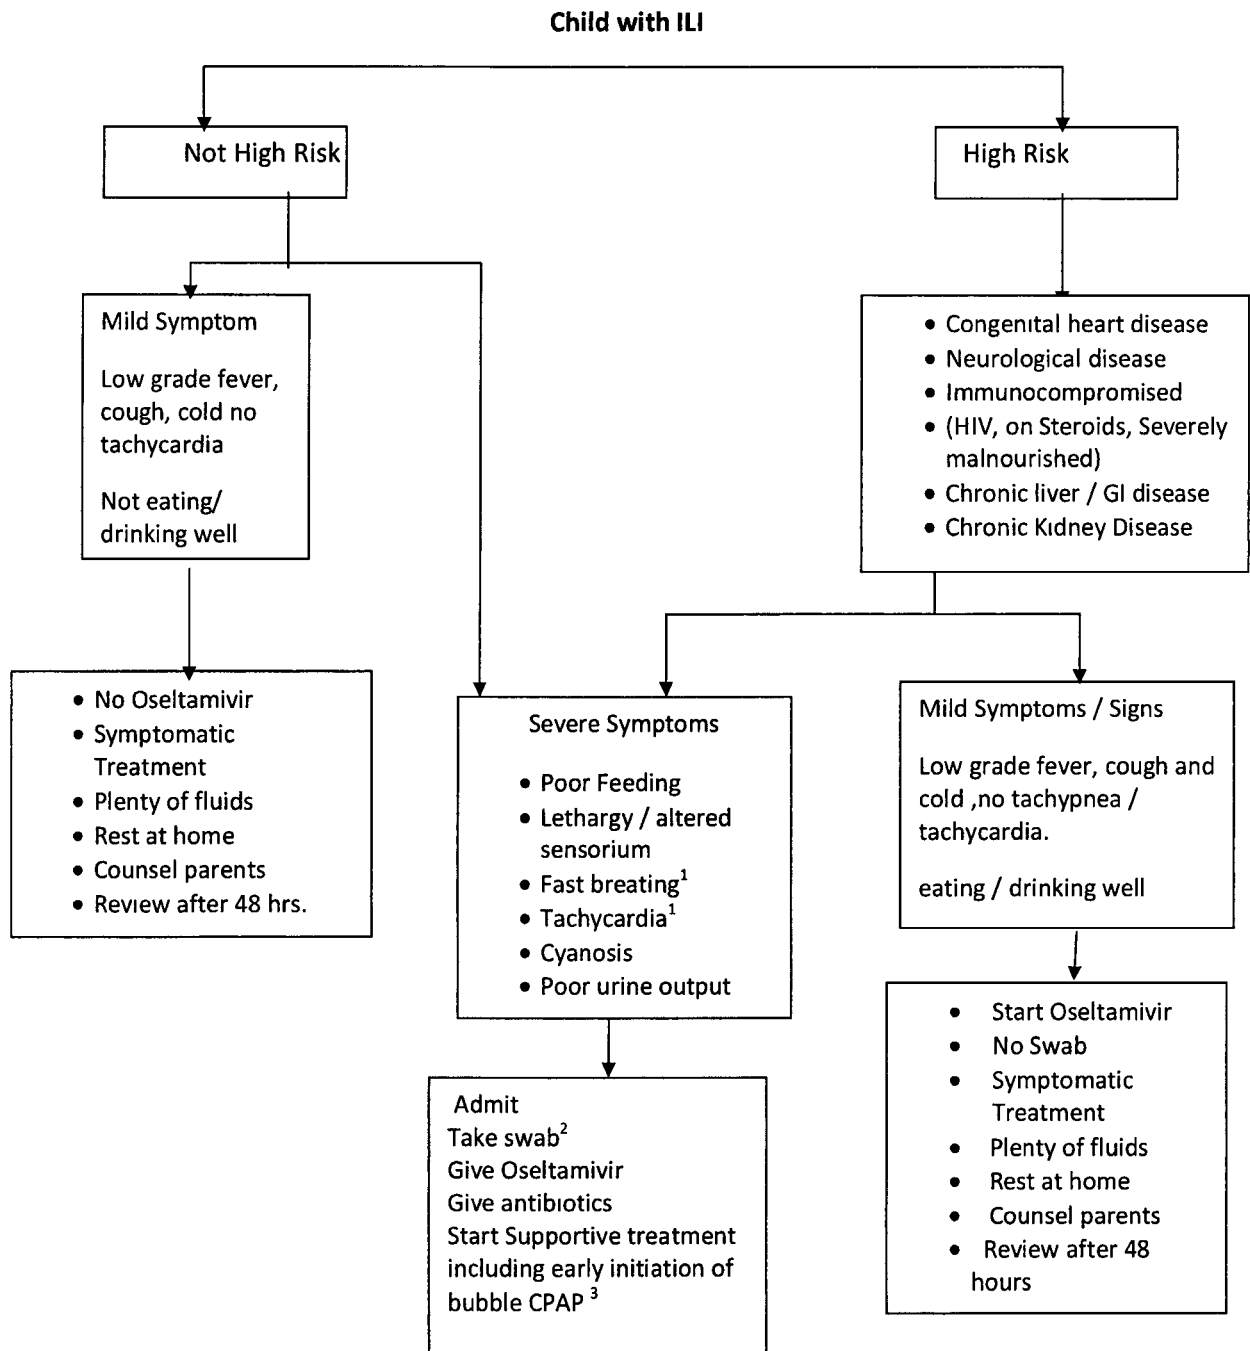 Child with ILI
Not High Risk
High Risk
Mild Symptom
Low grade fever,
cough, cold no
tachycardia
Not eating/
drinking well
• Congenital heart disease
• Neurological disease
• Immunocompromised
• (HIV, on Steroids, Severely
malnourished)
• Chronic liver / GI disease
• Chronic Kidney Disease
• No Oseltamivir
• Symptomatic
Treatment
• Plenty of fluids
• Rest at home
• Counsel parents
• Review after 48 hrs.
Severe Symptoms
• Poor Feeding
• Lethargy / altered
sensorium
• Fast breating¹
• Tachycardia¹
• Cyanosis
• Poor urine output
Mild Symptoms / Signs
Low grade fever, cough and
cold ,no tachypnea /
tachycardia.
eating / drinking well
Admit
Take swab²
Give Oseltamivir
Give antibiotics
Start Supportive treatment
including early initiation of
bubble CPAP ³
• Start Oseltamivir
• No Swab
• Symptomatic
Treatment
• Plenty of fluids
• Rest at home
• Counsel parents
• Review after 48
hours